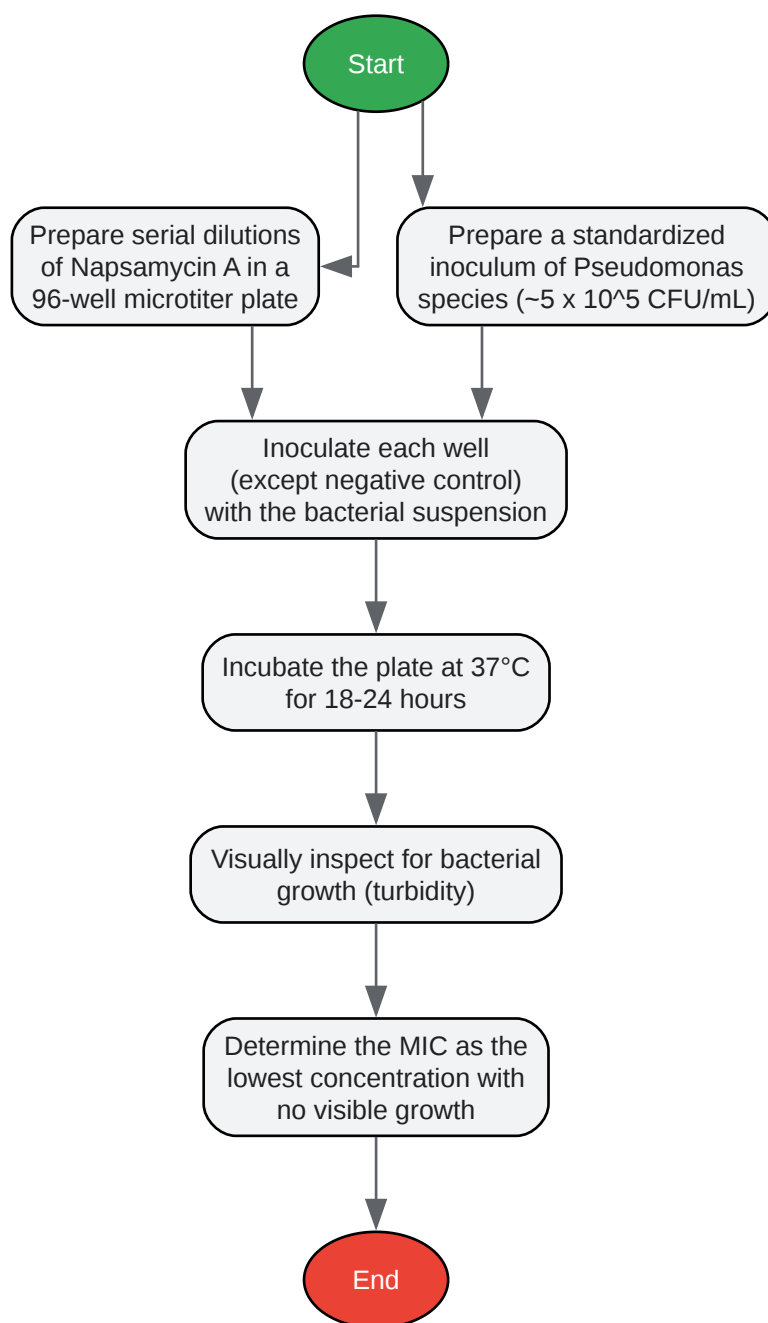 Start
Prepare serial dilutions
of Napsamycin A in a
96-well microtiter plate
Prepare a standardized
inoculum of Pseudomonas
species (~5 x 10^5 CFU/mL)
Inoculate each well
(except negative control)
with the bacterial suspension
Incubate the plate at 37°C
for 18-24 hours
Visually inspect for bacterial
growth (turbidity)
Determine the MIC as the
lowest concentration with
no visible growth
End